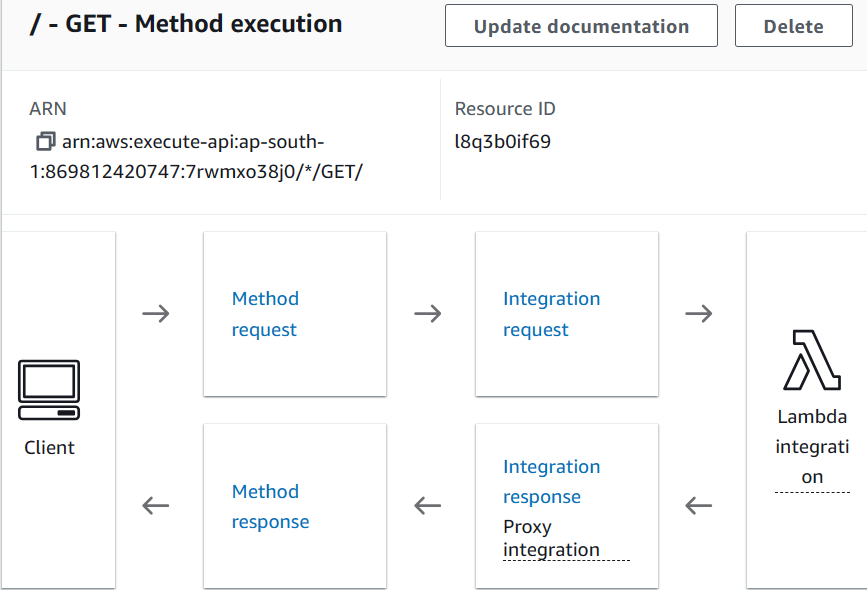 / - GET - Method execution
Update documentation
Delete
ARN
arn:aws:execute-api:ap-south-
1:869812420747:7rwmxo38j0/*/GET/
Resource ID
l8q3b0if69
Client
Method
request
Integration
request
Lambda
integrati
on
Method
response
Integration
response
Proxy
integration